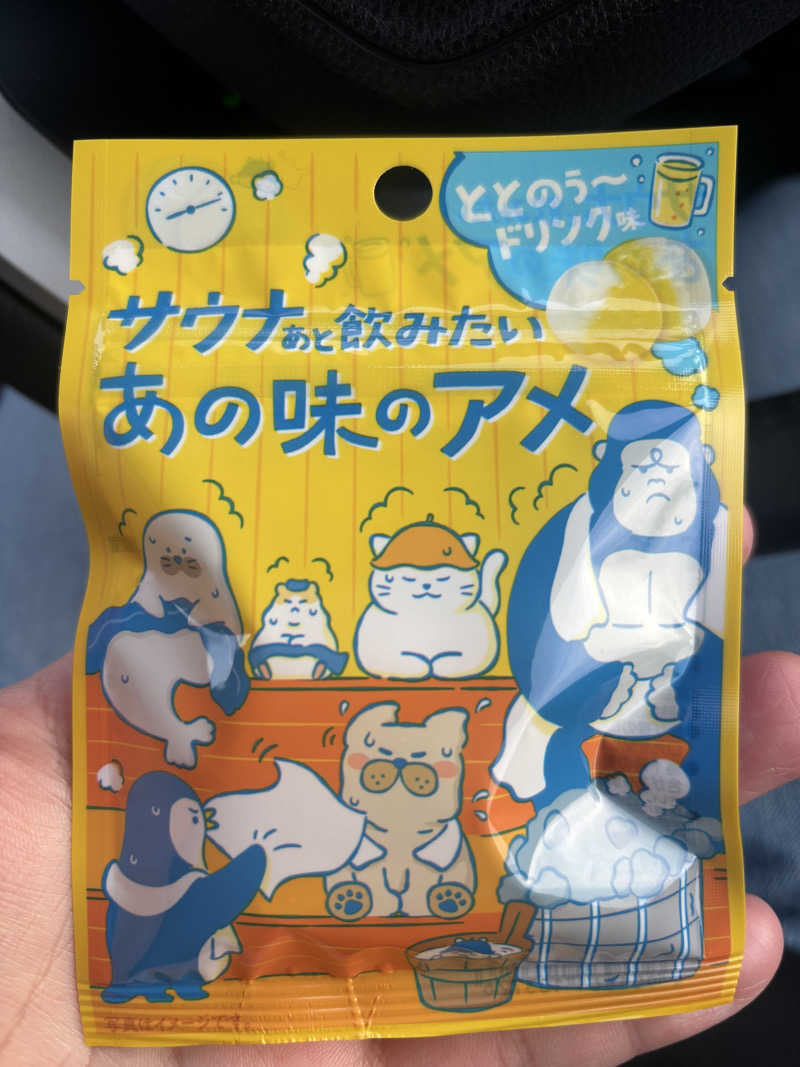 ととのう〜
ドリンク味
サウナあと飲みたい
あの味のアメ
写真はイメージです。